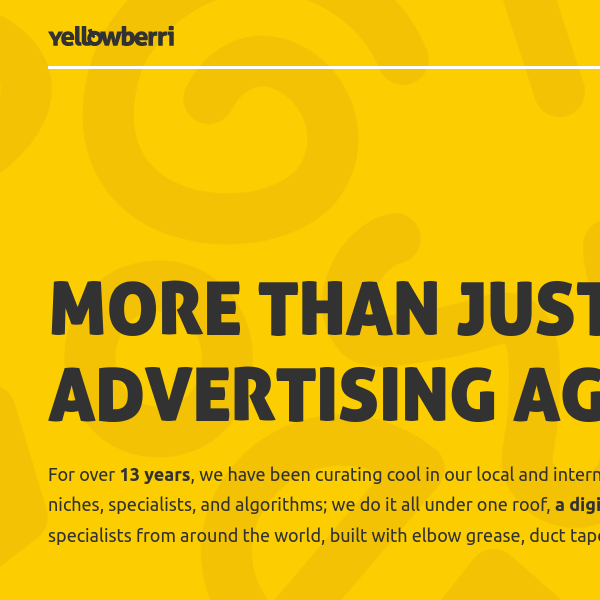 yellowberri
MORE THAN JUST
ADVERTISING AG
For over 13 years, we have been curating cool in our local and intern
niches, specialists, and algorithms; we do it all under one roof, a digi
specialists from around the world, built with elbow grease, duct tape